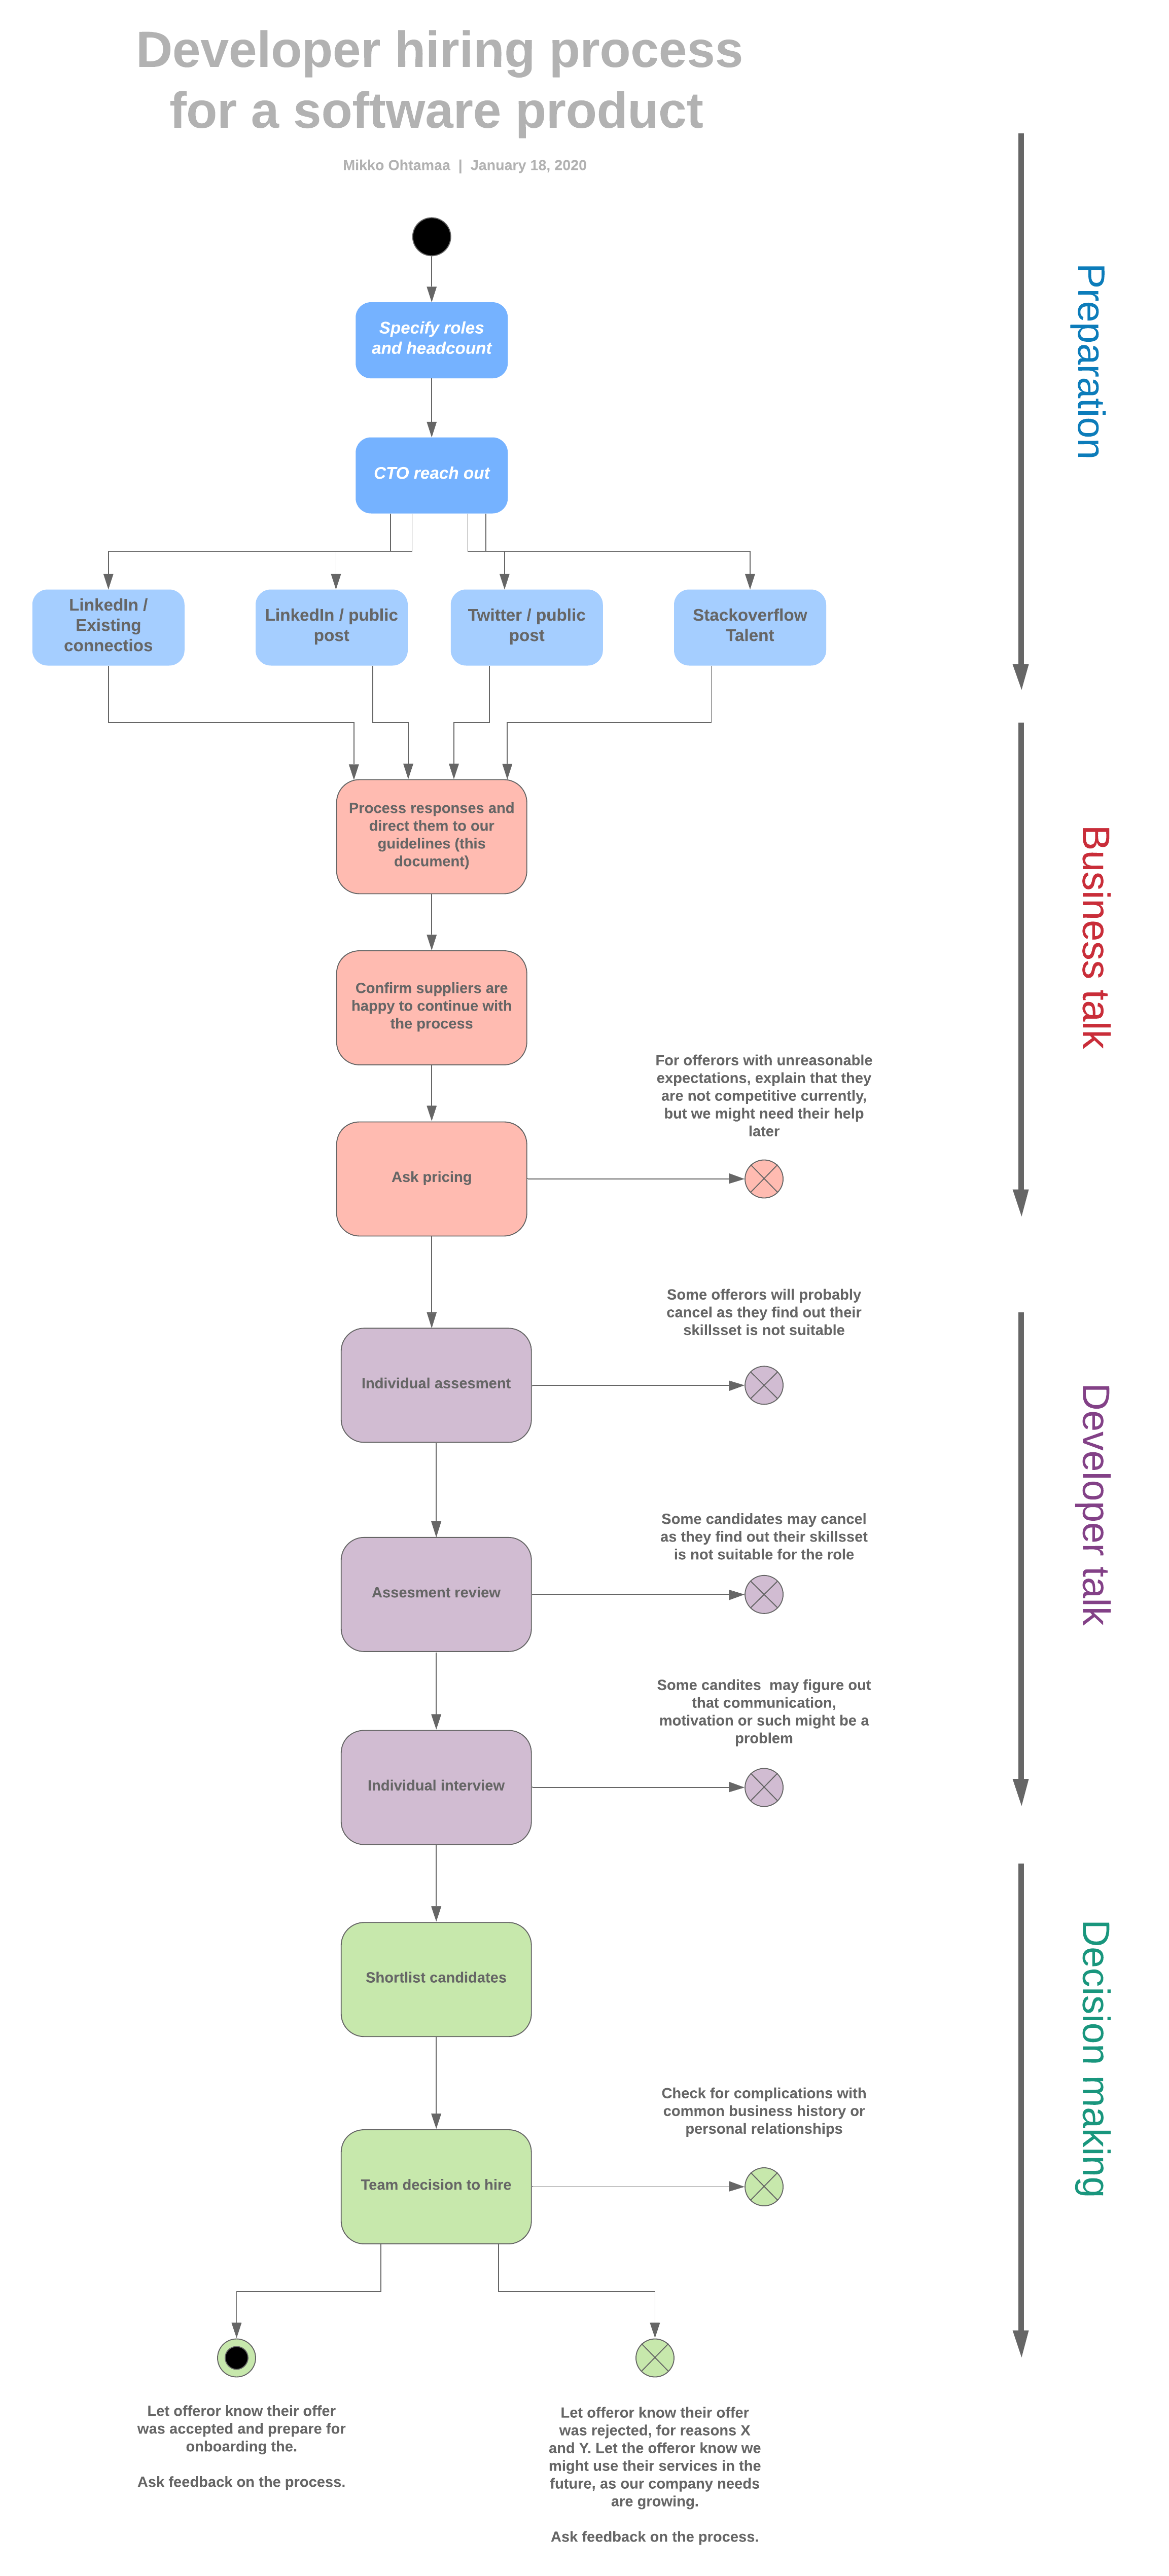 Developer hiring process
for a software product
Mikko Ohtamaa | January 18, 2020
Preparation
Specify roles
and headcount
CTO reach out
LinkedIn /
Existing
connectios
LinkedIn / public
post
Twitter / public
post
Stackoverflow
Talent
Business talk
Process responses and
direct them to our
guidelines (this
document)
Confirm suppliers are
happy to continue with
the process
For offerors with unreasonable
expectations, explain that they
are not competitive currently,
but we might need their help
later
Ask pricing
Developer talk
Some offerors will probably
cancel as they find out their
skillsset is not suitable
Individual assesment
Some candidates may cancel
as they find out their skillsset
is not suitable for the role
Assesment review
Some candites  may figure out
that communication,
motivation or such might be a
problem
Individual interview
Decision making
Shortlist candidates
Check for complications with
common business history or
personal relationships
Team decision to hire
Let offeror know their offer
was accepted and prepare for
onboarding the.
Ask feedback on the process.
Let offeror know their offer
was rejected, for reasons X
and Y. Let the offeror know we
might use their services in the
future, as our company needs
are growing.
Ask feedback on the process.